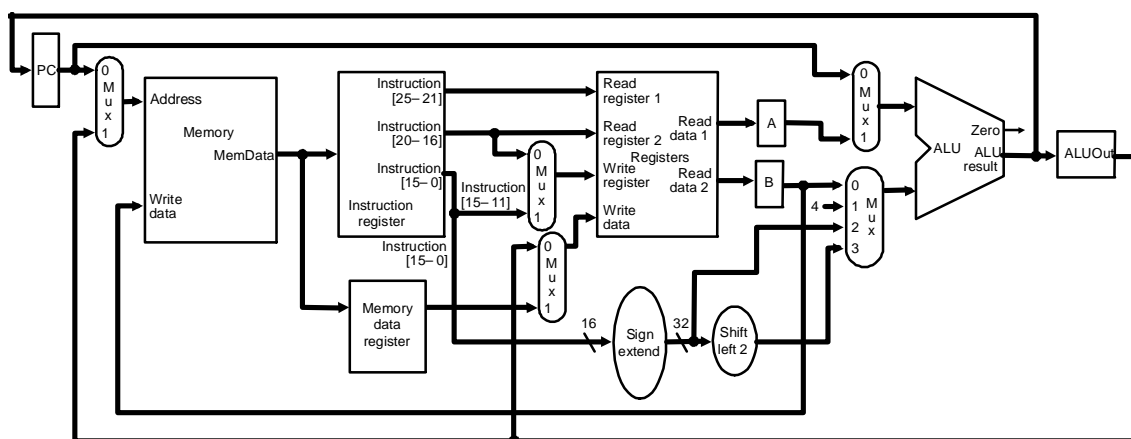 PC
0
M
u
x
1
Address
Memory
MemData
Write
data
Instruction
[25–21]
Instruction
[20–16]
Instruction
[15–0]
Instruction
register
Instruction
[15–11]
Instruction
[15–0]
0
M
u
x
1
0
M
u
x
1
Memory
data
register
Read
register 1
Read
register 2
Registers
Write
register
Write
data
Read
data 1
Read
data 2
A
B
16
Sign
extend
32
Shift
left 2
0
M
u
x
1
4
0
1
2
3
M
u
x
Zero
ALU
ALU
result
ALUOut